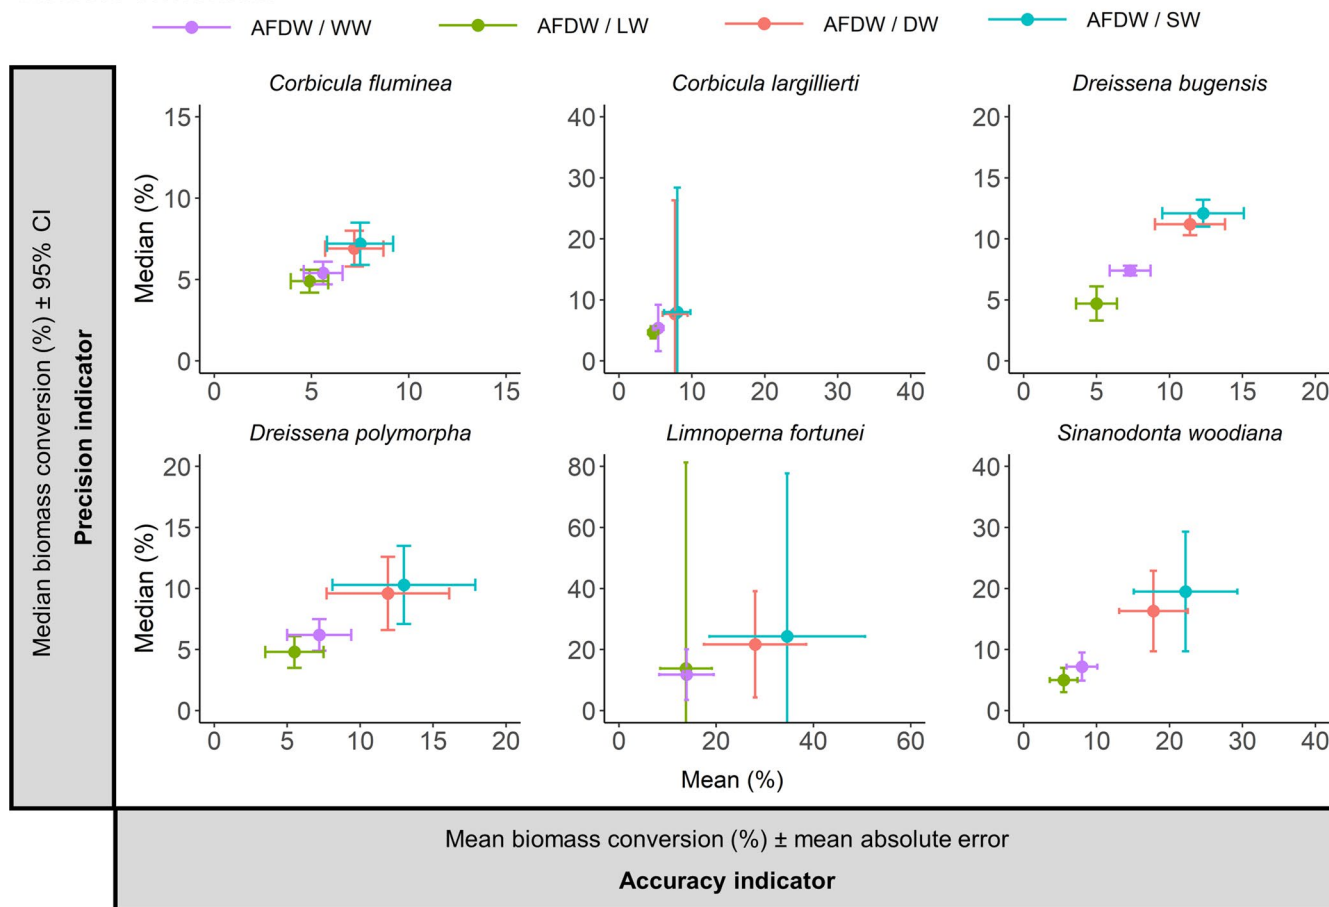 AFDW / WW AFDW / LW AFDW / DW AFDW / SW
Median biomass conversion (%) ± 95% CI
Precision indicator
Corbicula fluminea
Median (%)
15
10
5
0
0 5 10 15
Corbicula largillierti
40
30
20
10
0
0 10 20 30 40
Dreissena bugensis
20
15
10
5
0
0 5 10 15 20
Dreissena polymorpha
Median (%)
20
15
10
5
0
0 5 10 15 20
Limnoperna fortunei
80
60
40
20
0
0 20 40 60
Sinanodonta woodiana
40
30
20
10
0
0 10 20 30 40
Mean (%)
Mean biomass conversion (%) ± mean absolute error
Accuracy indicator